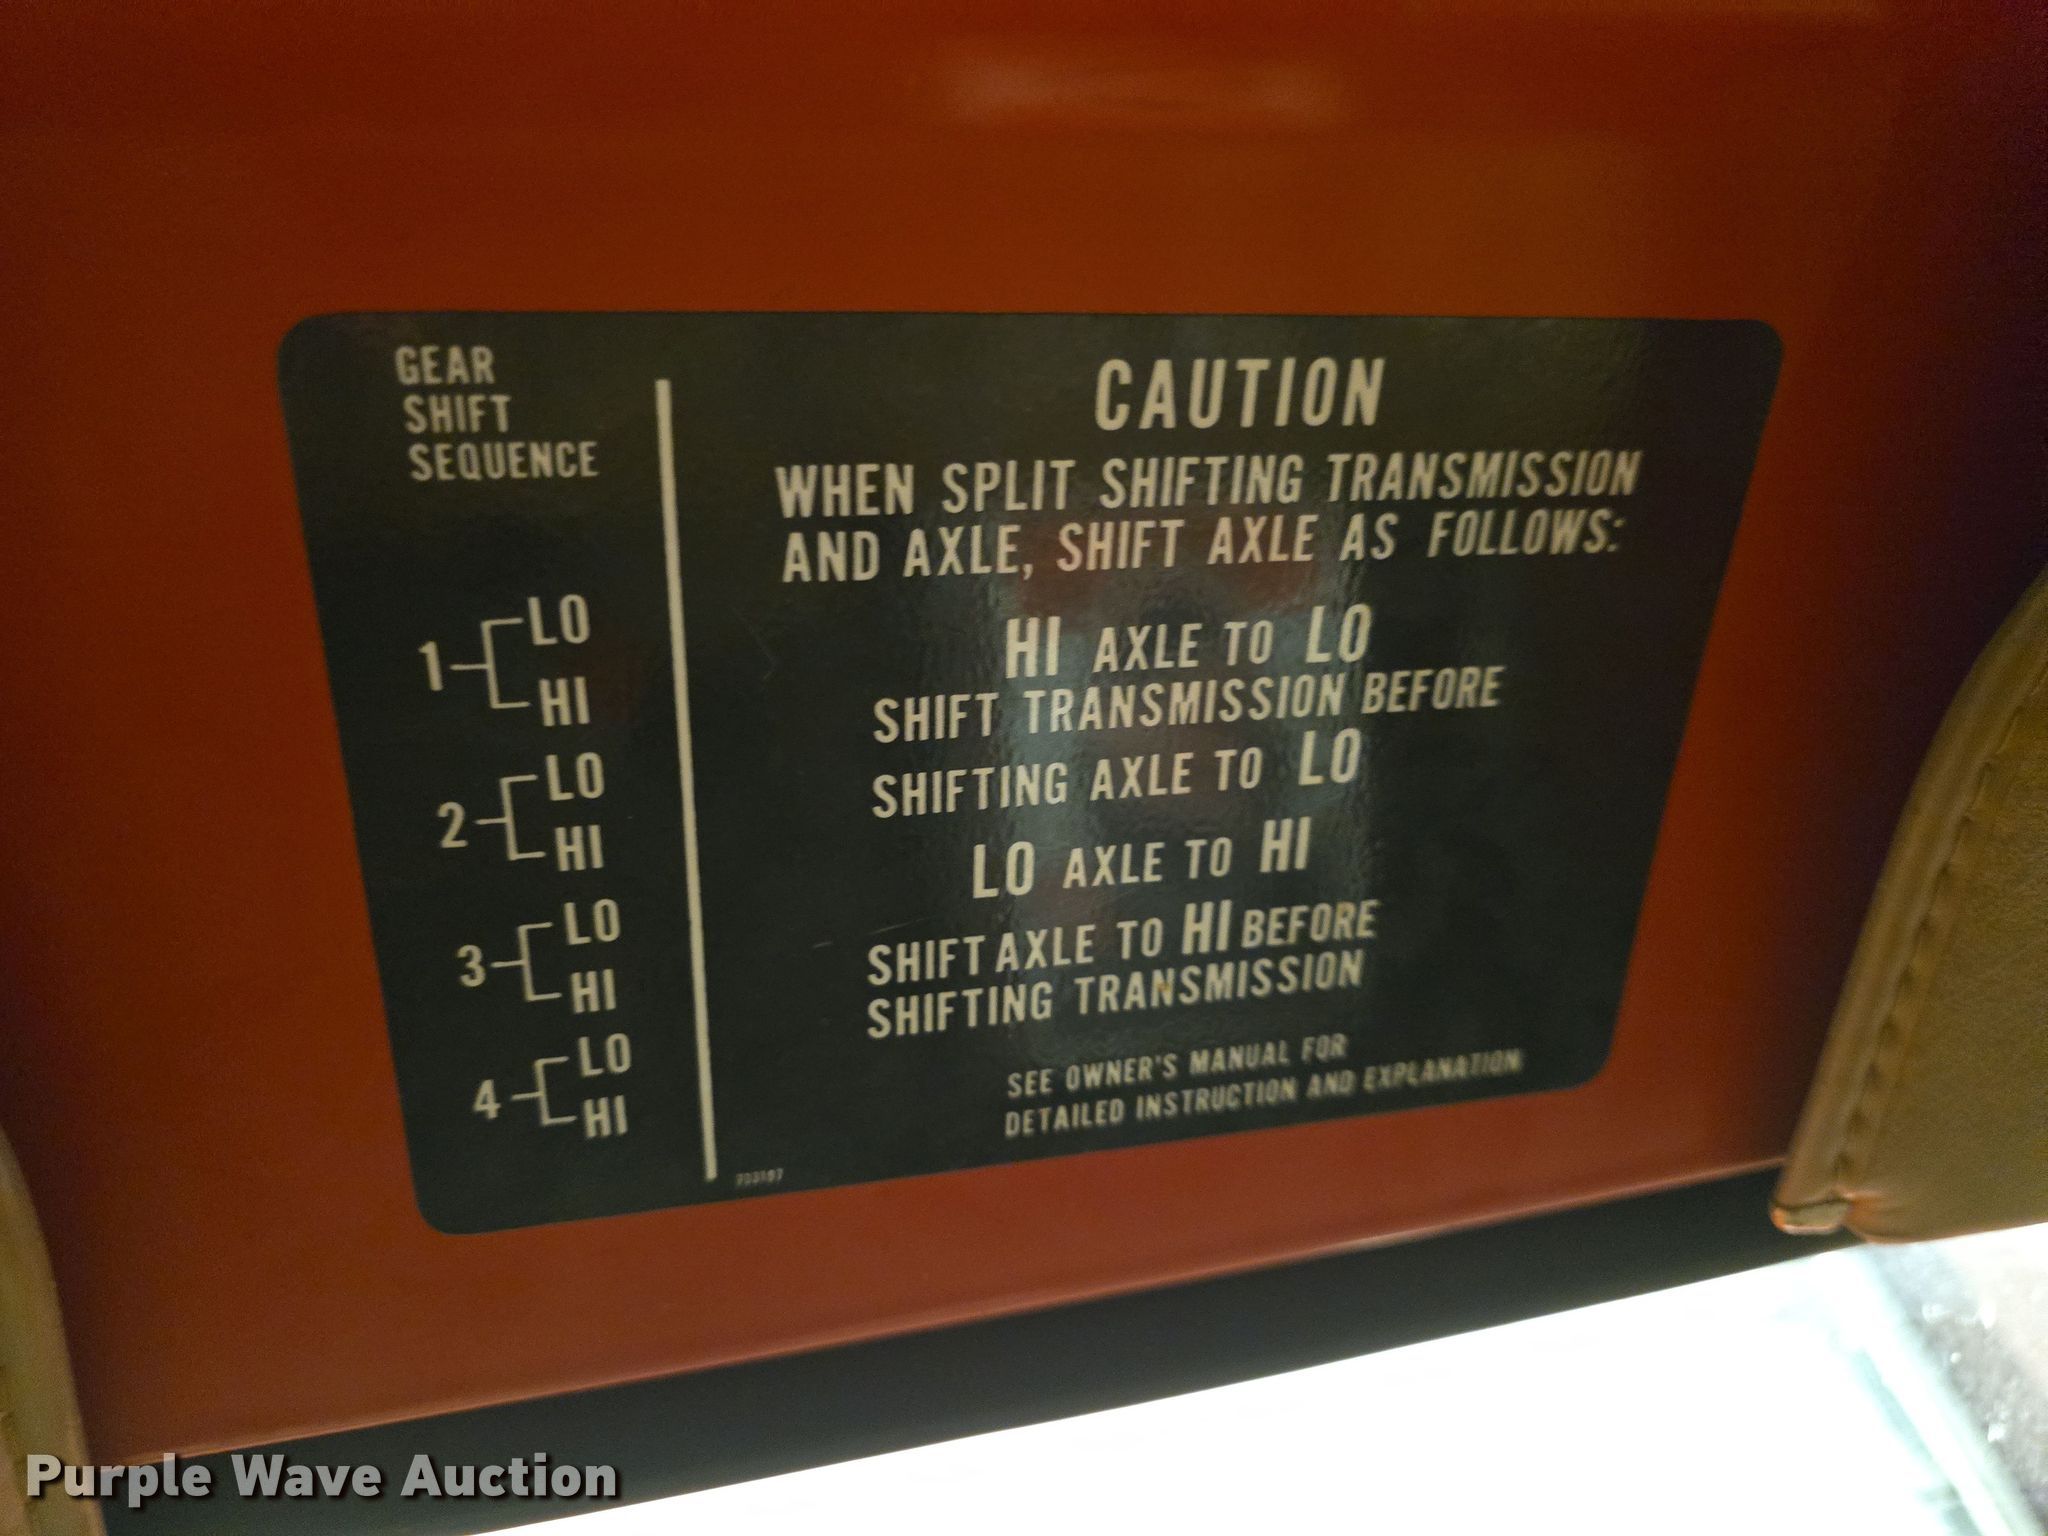 GEAR
SHIFT
SEQUENCE
1 LO
HI
2 LO
HI
3 LO
HI
4 LO
HI
CAUTION
WHEN SPLIT SHIFTING TRANSMISSION
AND AXLE, SHIFT AXLE AS FOLLOWS:
HI AXLE TO LO
SHIFT TRANSMISSION BEFORE
SHIFTING AXLE TO LO
LO AXLE TO HI
SHIFT AXLE TO HI BEFORE
SHIFTING TRANSMISSION
SEE OWNER'S MANUAL FOR
DETAILED INSTRUCTION AND EXPLANATION
Purple Wave Auction